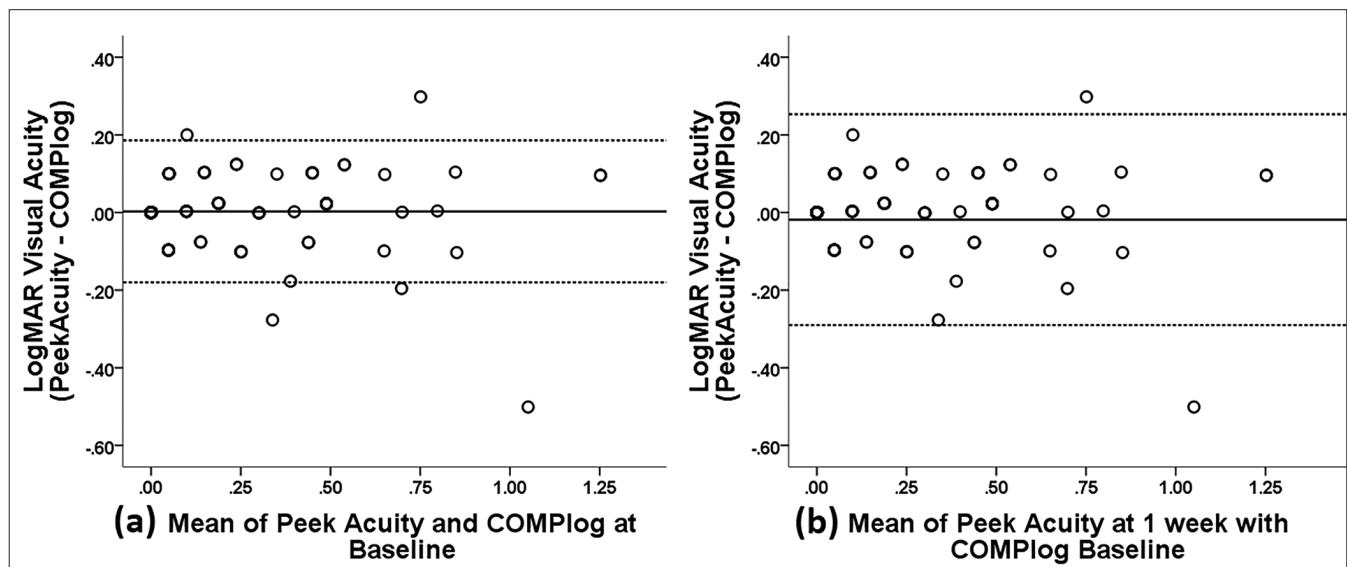 LogMAR Visual Acuity
(PeekAcuity - COMPlog)
.40
.20
.00
-.20
-.40
-.60
.00 .25 .50 .75 1.00 1.25
(a) Mean of Peek Acuity and COMPlog at
Baseline
LogMAR Visual Acuity
(PeekAcuity - COMPlog)
.40
.20
.00
-.20
-.40
-.60
.00 .25 .50 .75 1.00 1.25
(b) Mean of Peek Acuity at 1 week with
COMPlog Baseline